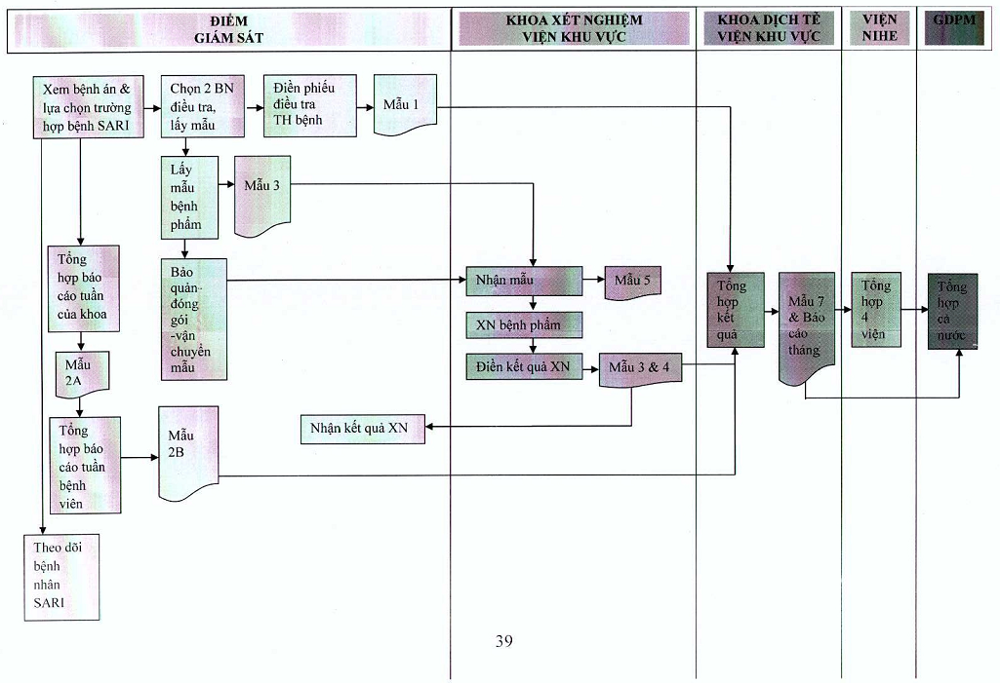 ĐIỂM
GIÁM SÁT
KHOA XÉT NGHIỆM
VIỆN KHU VỰC
KHOA DỊCH TỄ
VIỆN KHU VỰC
VIỆN
NIHE
GDPM
Xem bệnh án &
lựa chọn trường
hợp bệnh SARI
Chọn 2 BN
điều tra,
lấy mẫu
Điền phiếu
điều tra
TH bệnh
Mẫu 1
Lấy
mẫu
bệnh
phẩm
Mẫu 3
Tổng
hợp báo
cáo tuần
của khoa
Bảo
quản-
đóng
gói
-vận
chuyển
mẫu
Nhận mẫu
Mẫu 5
XN bệnh phẩm
Điền kết quả XN
Mẫu 3 & 4
Tổng
hợp
kết
quả
Mẫu 7
& Báo
cáo
tháng
Tổng
hợp
4
viện
Tổng
hợp
cả
nước
Mẫu
2A
Tổng
hợp báo
cáo tuần
bệnh
viên
Mẫu
2B
Nhận kết quả XN
Theo dõi
bệnh
nhân
SARI
39